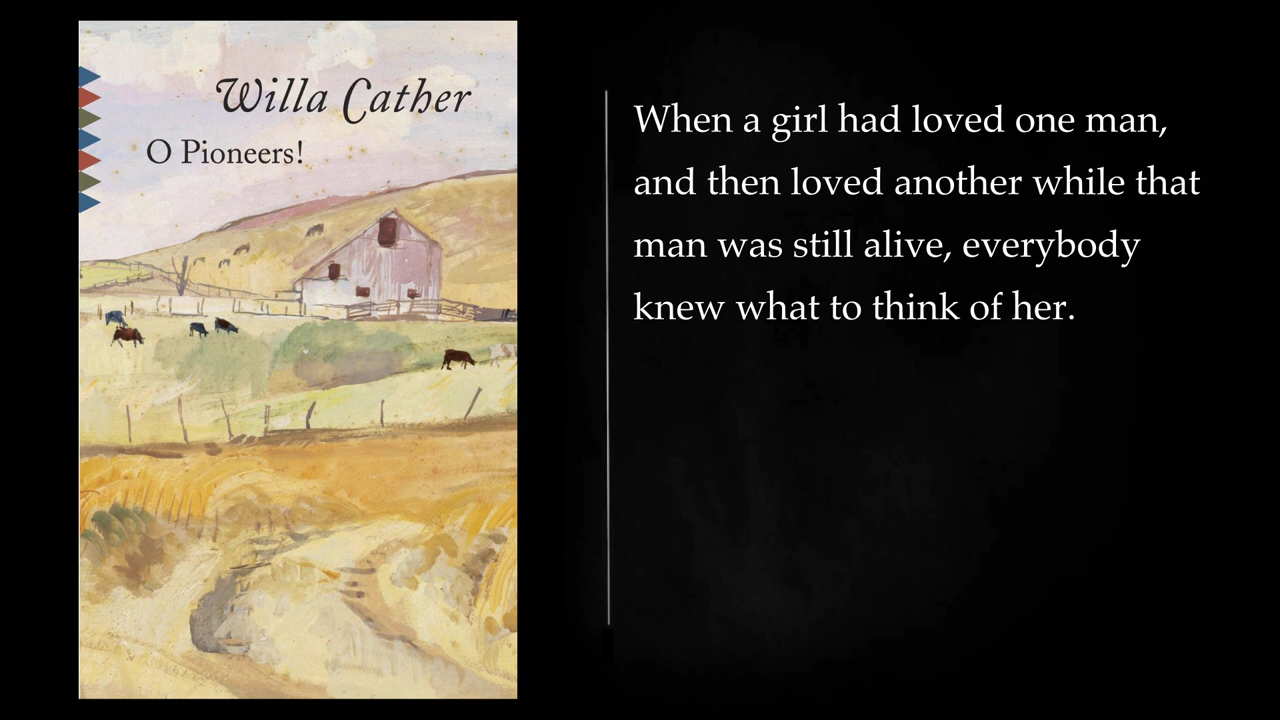 Willa Cather
O Pioneers!
When a girl had loved one man,
and then loved another while that
man was still alive, everybody
knew what to think of her.